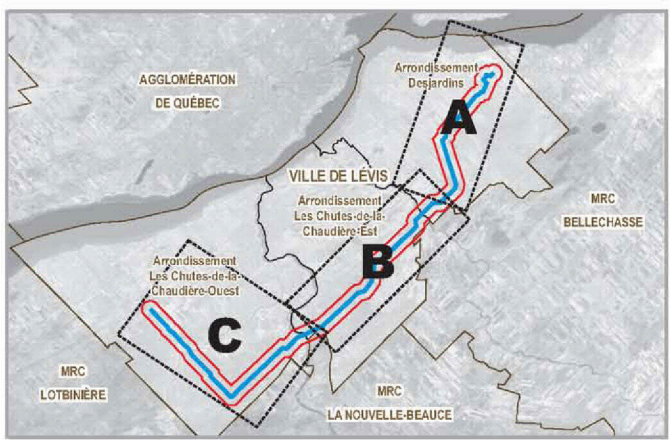 AGGLOMÉRATION
DE QUÉBEC
Arrondissement
Desjardins
A
VILLE DE LÉVIS
Arrondissement
Les Chutes-de-la-
Chaudière-Est
MRC
BELLECHASSE
B
Arrondissement
Les Chutes-de-la-
Chaudière-Ouest
C
MRC
LOTBINIÈRE
MRC
LA NOUVELLE-BEAUCE